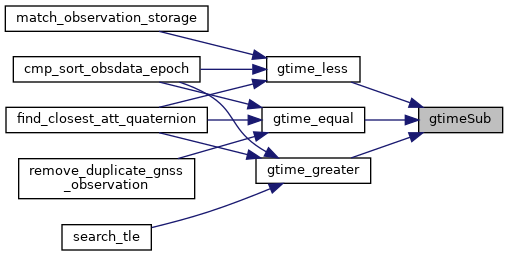 match_observation_storage
cmp_sort_obsdata_epoch
gtime_less
find_closest_att_quaternion
gtime_equal
gtimeSub
remove_duplicate_gnss
_observation
gtime_greater
search_tle